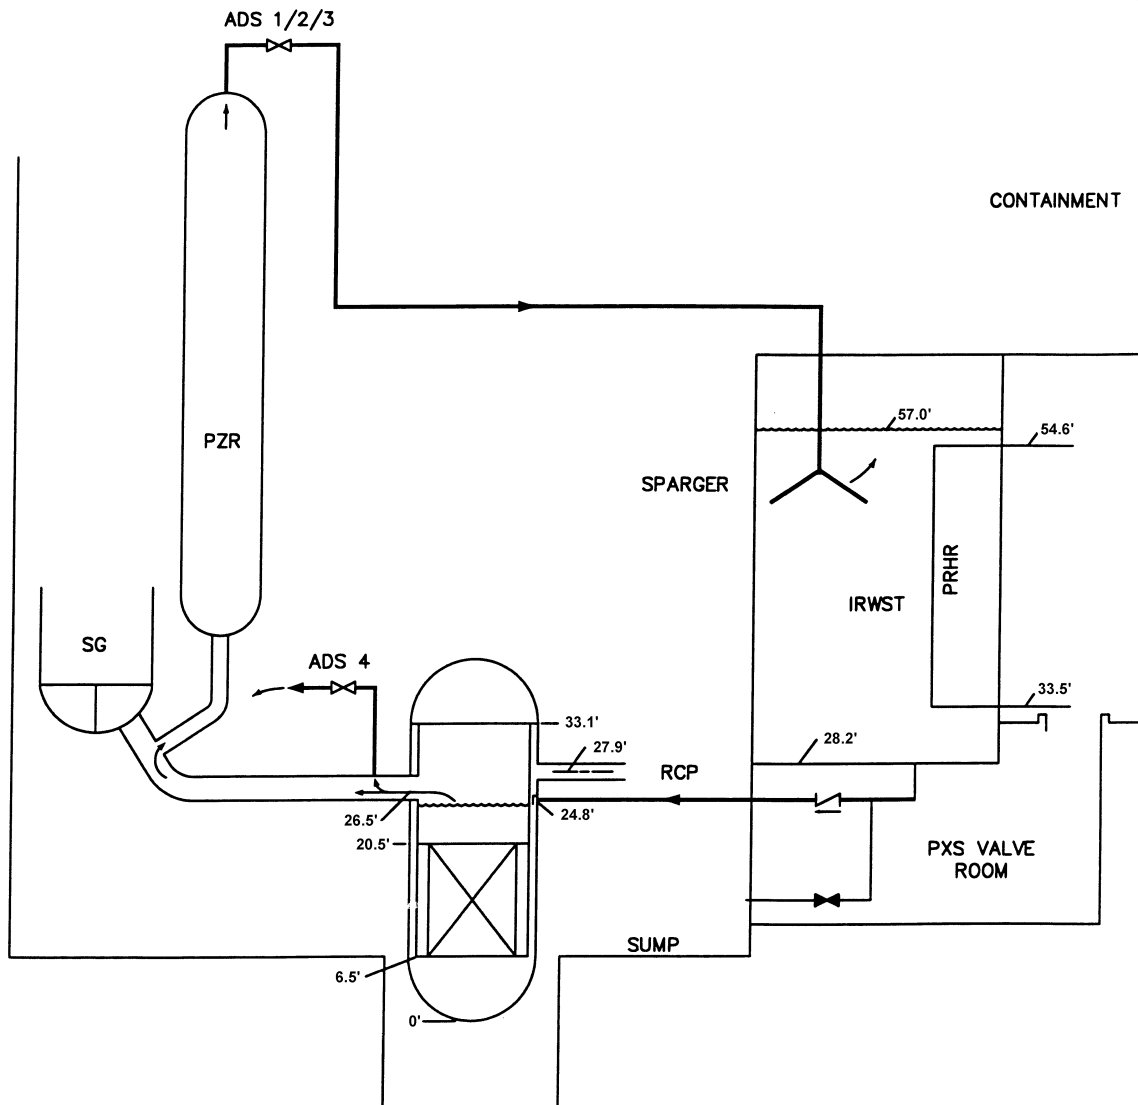 ADS 1/2/3
CONTAINMENT
57.0'
54.6'
PZR
SPARGER
PRHR
IRWST
SG
ADS 4
33.5'
33.1'
27.9'
28.2'
RCP
26.5'
24.8'
20.5'
PXS VALVE
ROOM
SUMP
6.5'
0'